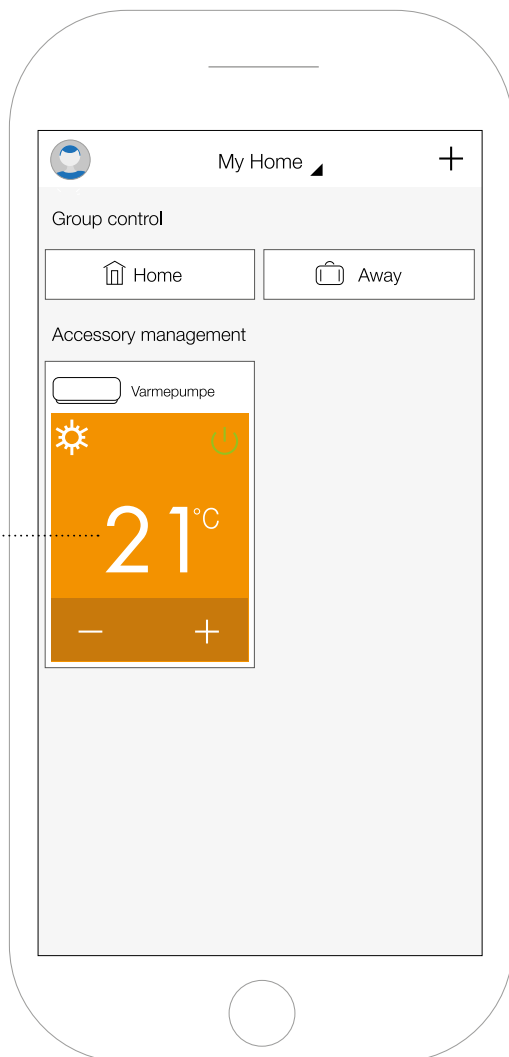 My Home
Group control
Home
Away
Accessory management
Varmepumpe
21°C